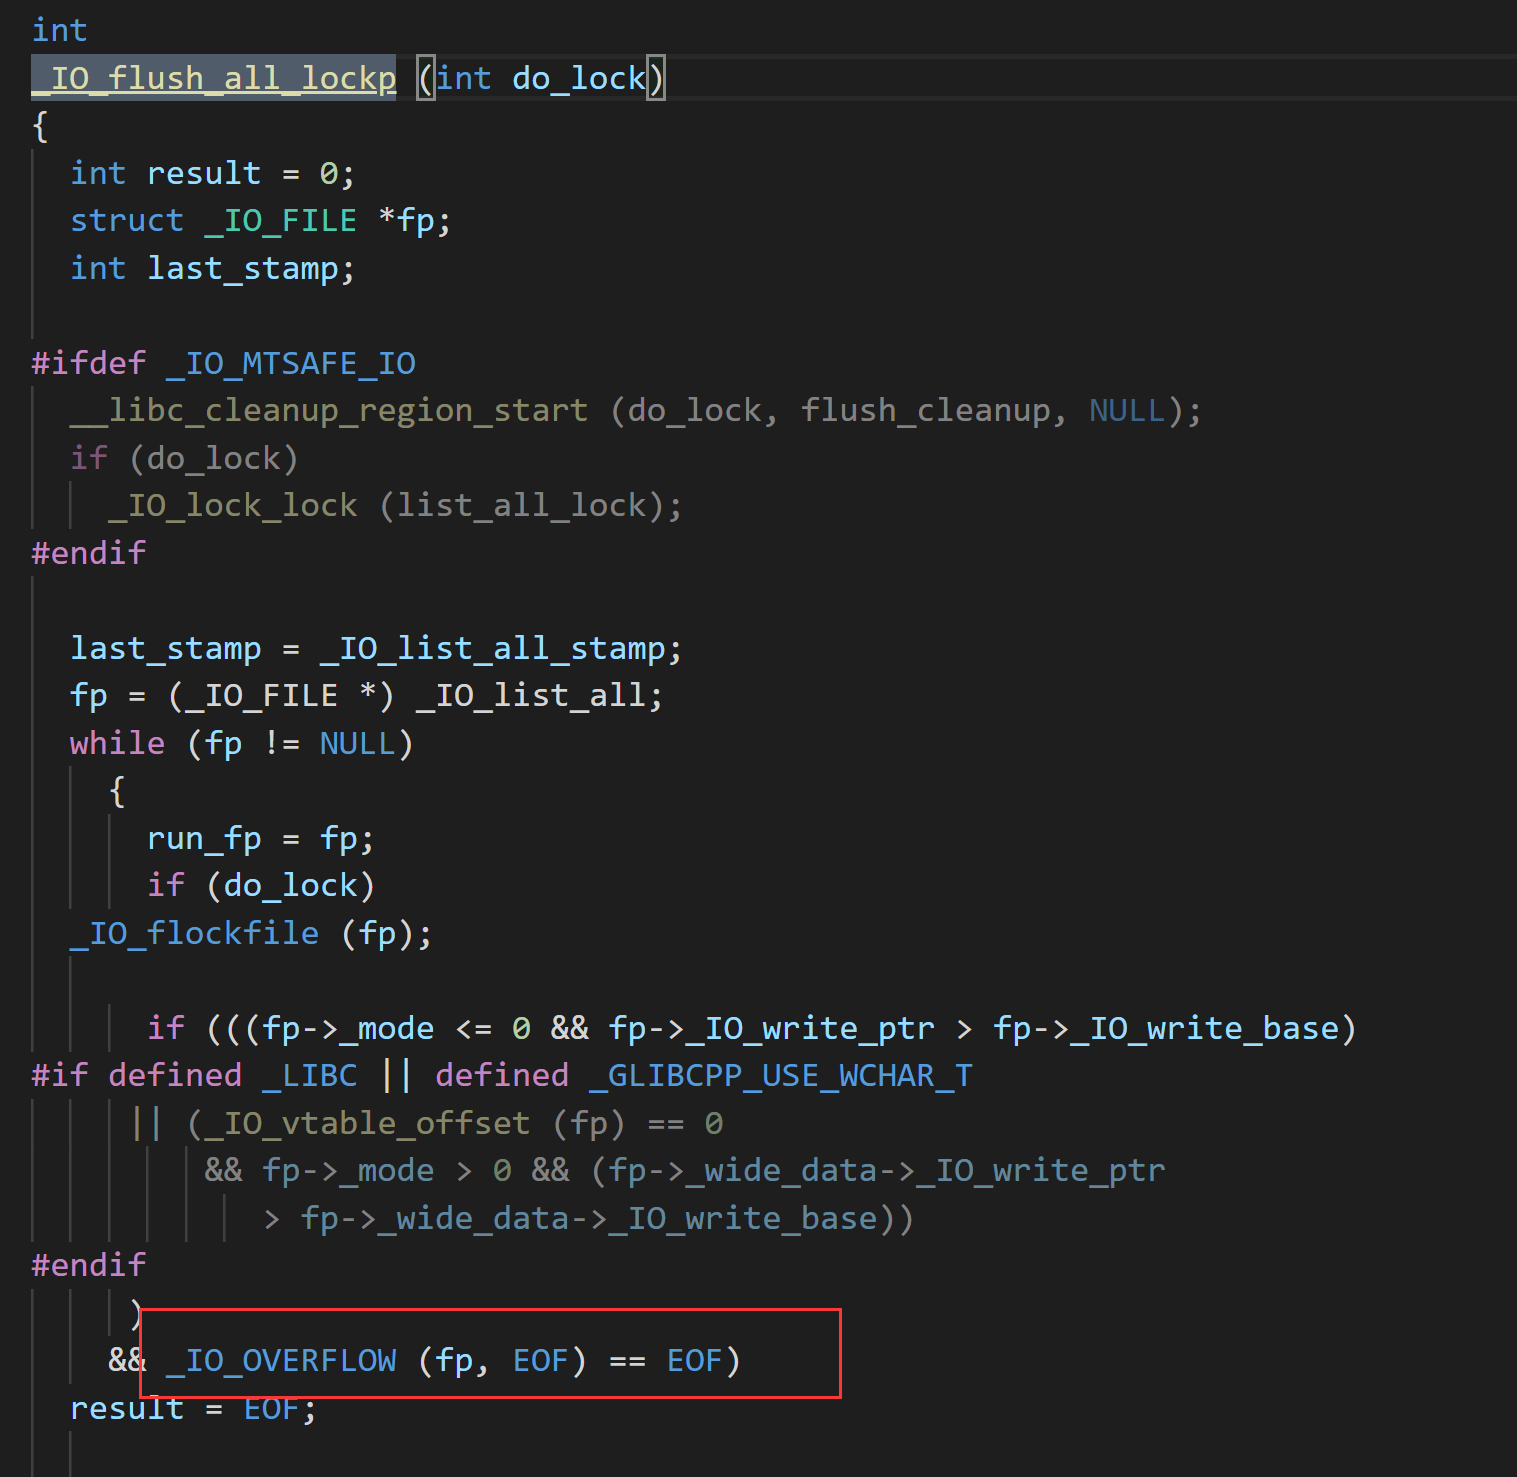 int
_IO_flush_all_lockp (int do_lock)
{
int result = 0;
struct _IO_FILE *fp;
int last_stamp;
#ifdef _IO_MTSAFE_IO
__libc_cleanup_region_start (do_lock, flush_cleanup, NULL);
if (do_lock)
_IO_lock_lock (list_all_lock);
#endif
last_stamp = _IO_list_all_stamp;
fp = (_IO_FILE *) _IO_list_all;
while (fp != NULL)
{
run_fp = fp;
if (do_lock)
_IO_flockfile (fp);
if (((fp->_mode <= 0 && fp->_IO_write_ptr > fp->_IO_write_base)
#if defined _LIBC || defined _GLIBCPP_USE_WCHAR_T
|| (_IO_vtable_offset (fp) == 0
&& fp->_mode > 0 && (fp->_wide_data->_IO_write_ptr
> fp->_wide_data->_IO_write_base))
#endif
)
&& _IO_OVERFLOW (fp, EOF) == EOF)
result = EOF;